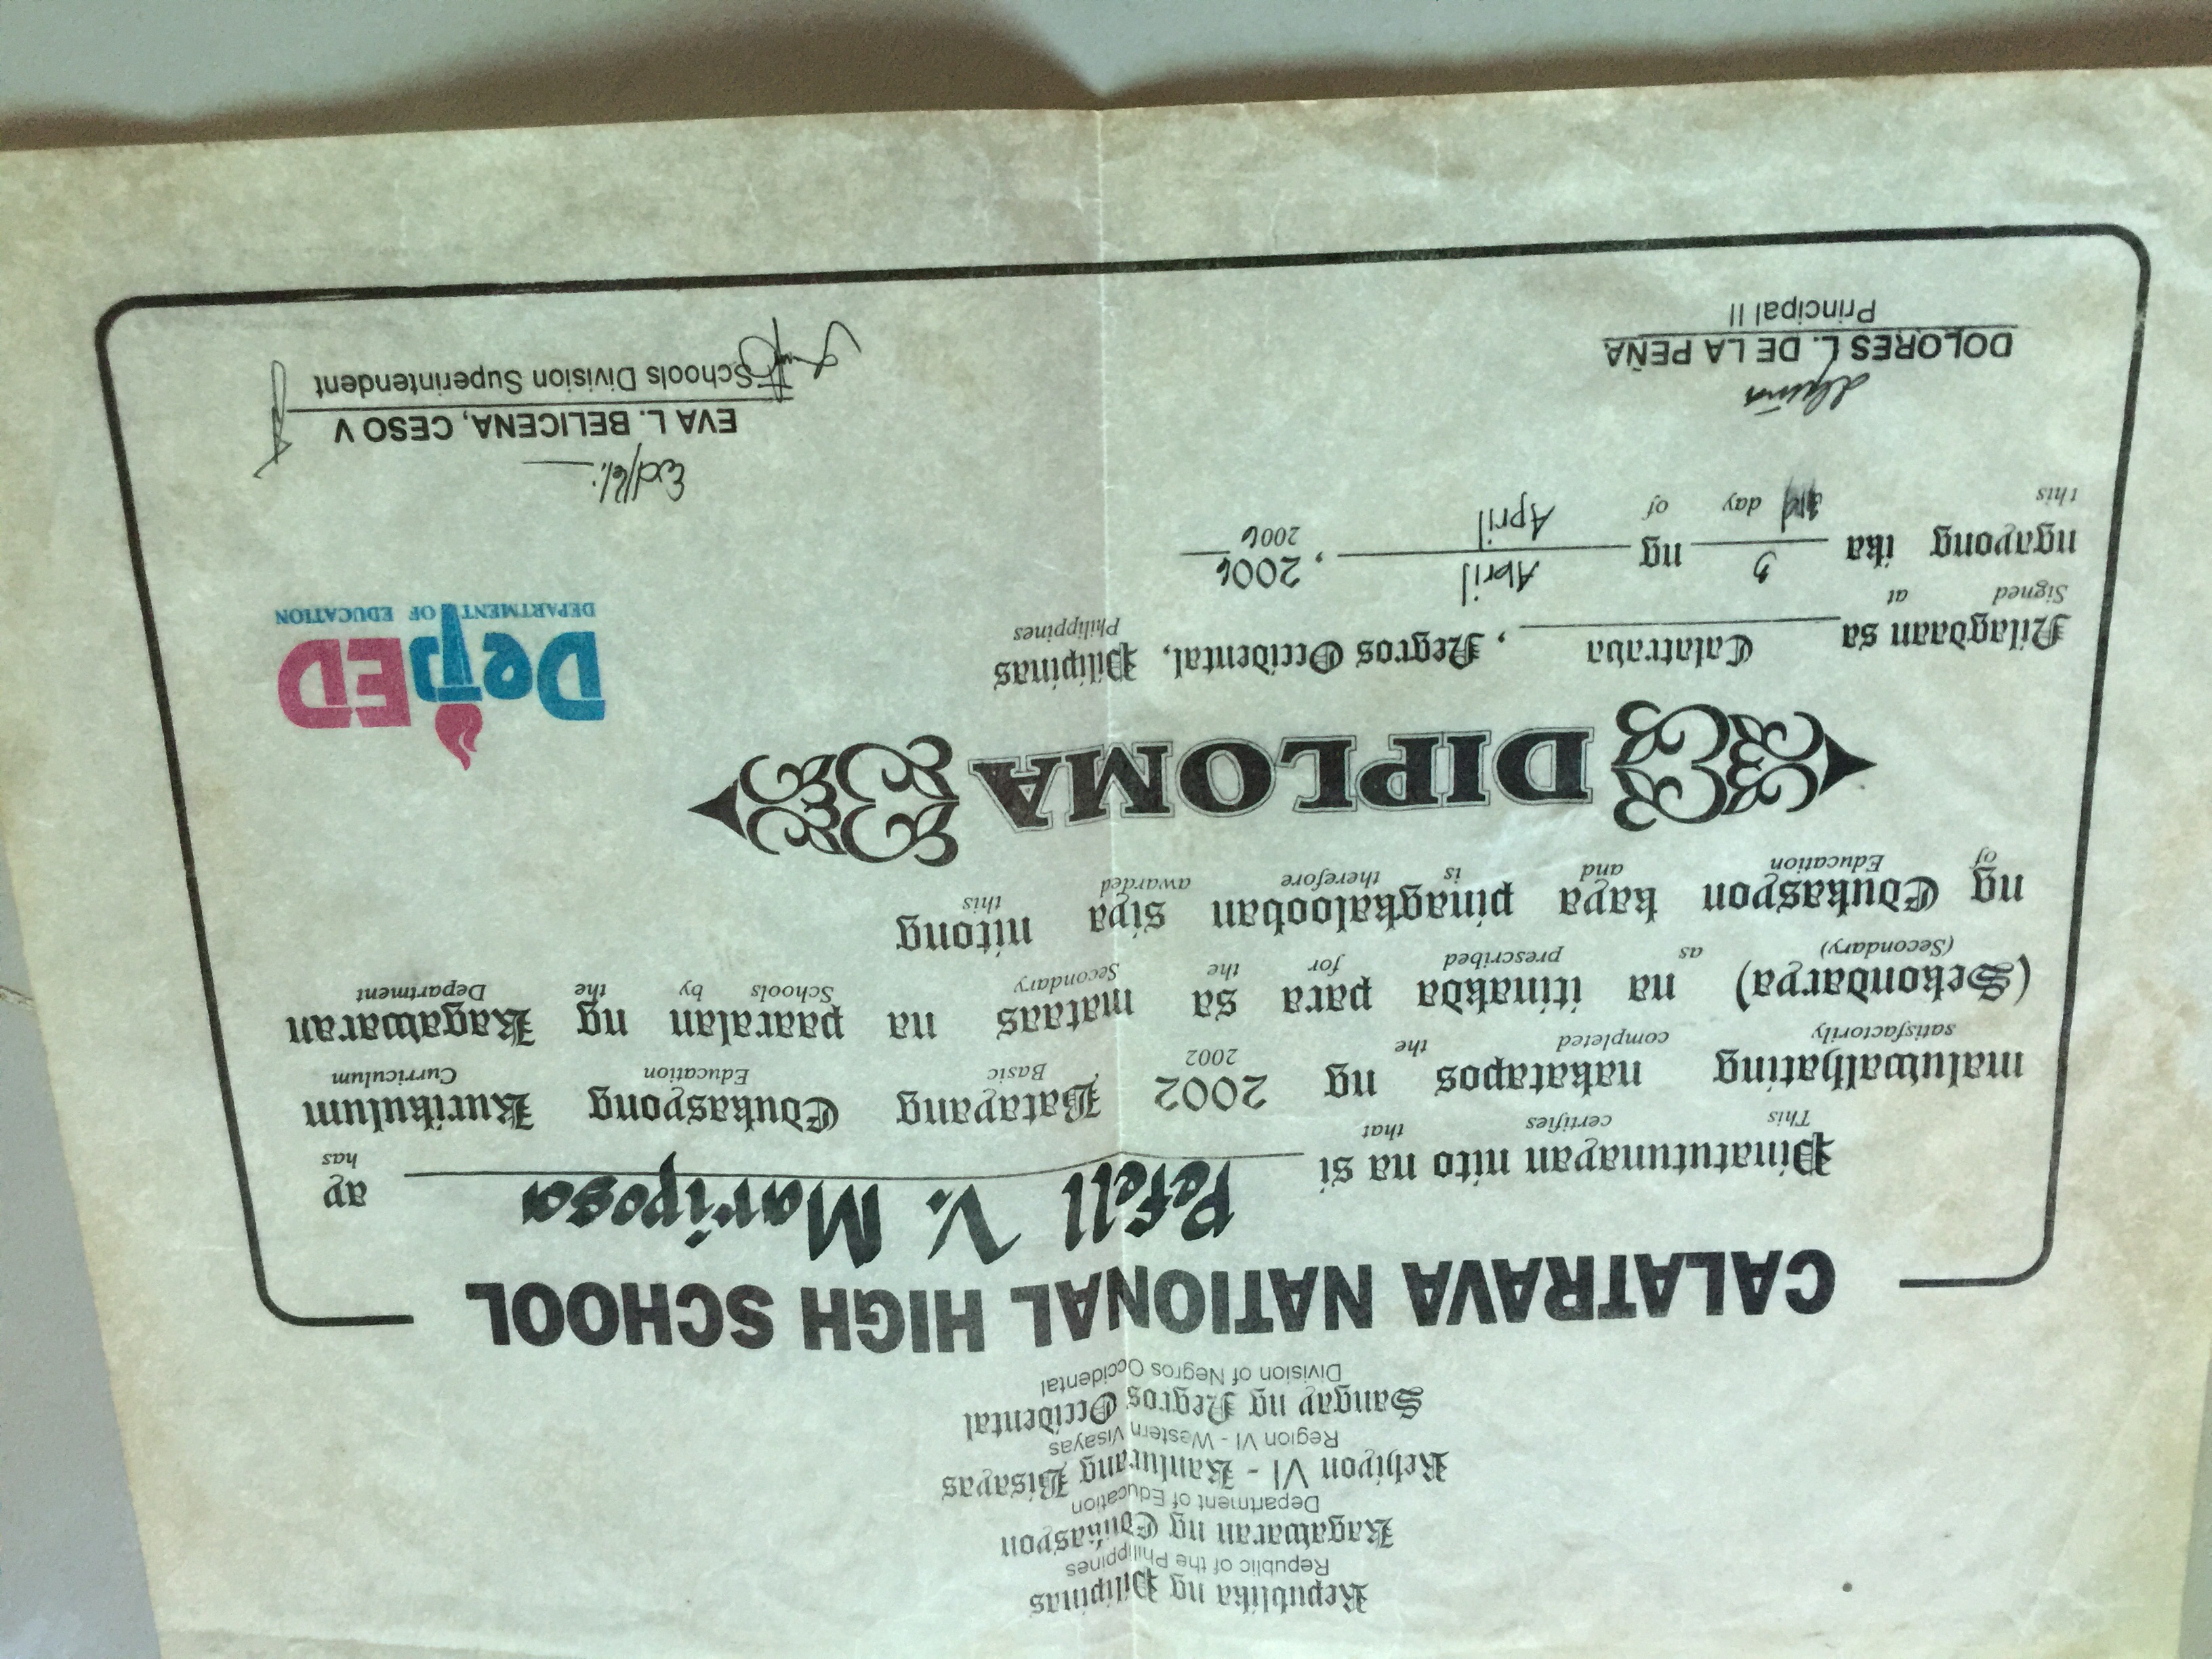 Republika ng Pilipinas
Republic of the Philippines
Kagawaran ng Edukasyon
Department of Education
Rehiyon VI - Kanlurang Bisayas
Region VI - Western Visayas
Sangay ng Negros Occidental
Division of Negros Occidental
CALATRAVA NATIONAL HIGH SCHOOL
Pinatutunayan nito na si Pefell V. Mariposa ay
This certifies that has
maluwalhating nakatapos ng 2002 Batayang Edukasyong Kurikulum
satisfactorily completed the 2002 Basic Education Curriculum
(Sekondarya) na itinakda para sa mataas na paaralan ng Kagawaran
(Secondary) as prescribed for the Secondary Schools by the Department
ng Edukasyon kaya pinagkalooban siya nitong
of Education and is therefore awarded this
DIPLOMA
Nilagdaan sa Calatrava, Negros Occidental, Pilipinas
Signed at Philippines
ngayong ika 3 ng Abril, 2006
this day of April 2006
DepED
DEPARTMENT OF EDUCATION
DOLORES L. DE LA PEÑA
Principal II
EVA L. BELICENA, CESO V
Schools Division Superintendent